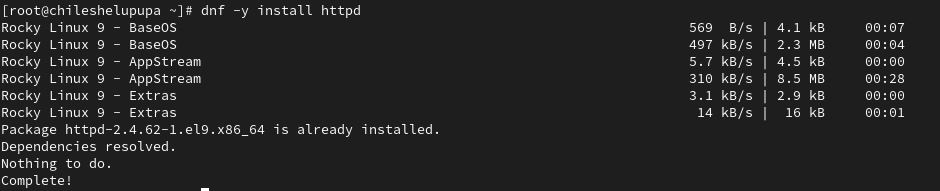 [root@chileshelupupa ~]# dnf -y install httpd
Rocky Linux 9 - BaseOS 569 B/s | 4.1 kB 00:07
Rocky Linux 9 - BaseOS 497 kB/s | 2.3 MB 00:04
Rocky Linux 9 - AppStream 5.7 kB/s | 4.5 kB 00:00
Rocky Linux 9 - AppStream 310 kB/s | 8.5 MB 00:28
Rocky Linux 9 - Extras 3.1 kB/s | 2.9 kB 00:00
Rocky Linux 9 - Extras 14 kB/s | 16 kB 00:01
Package httpd-2.4.62-1.el9.x86_64 is already installed.
Dependencies resolved.
Nothing to do.
Complete!